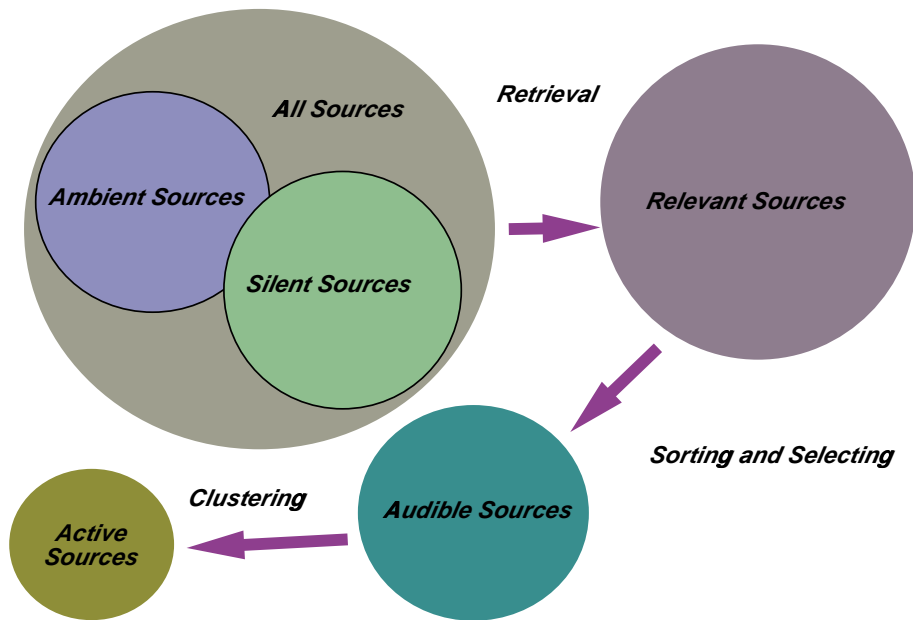 All Sources
Retrieval
Ambient Sources
Relevant Sources
Silent Sources
Sorting and Selecting
Clustering
Audible Sources
Active
Sources